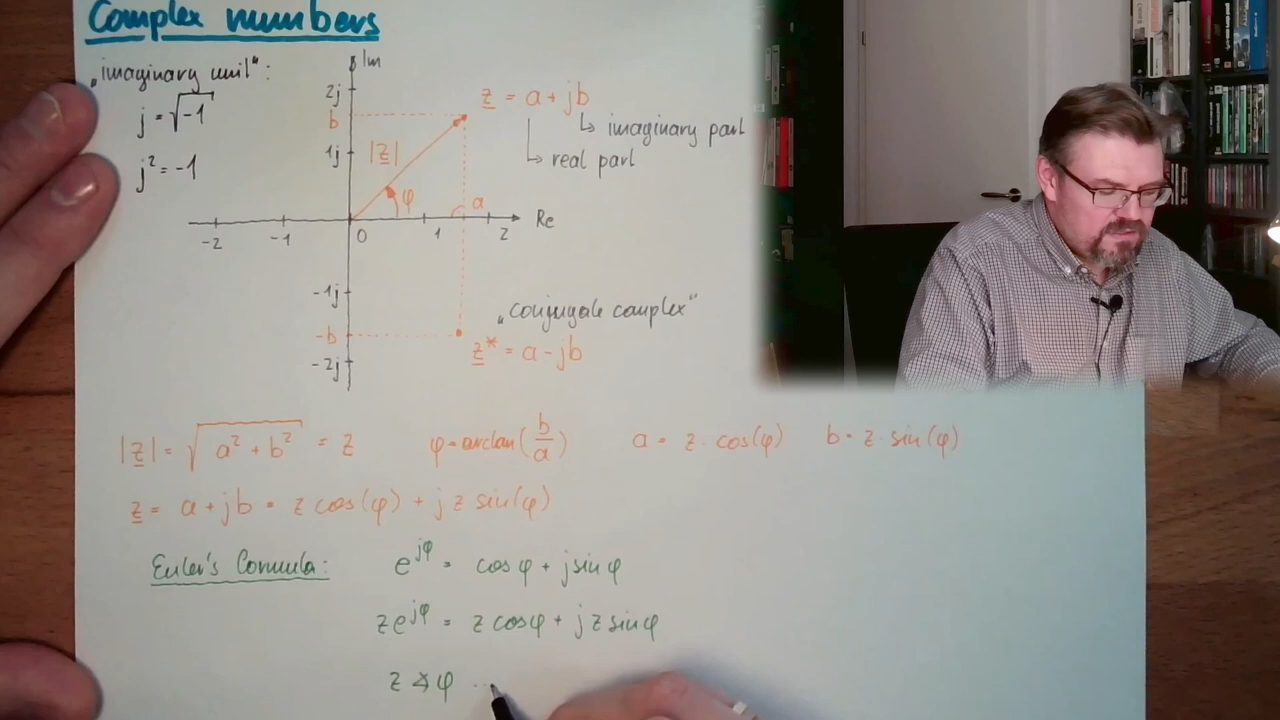 Complex numbers
„imaginary unit":
j = √-1
j² = -1
Im
2j
b
1j
|z|
φ
a
-2 -1 0 1 2 Re
-1j
-b
-2j
z = a + jb
↳ imaginary part
↳ real part
„conjugate complex"
z* = a - jb
|z| = √a² + b² = z φ = arctan(b/a) a = z · cos(φ) b = z · sin(φ)
z = a + jb = z cos(φ) + j z sin(φ)
Euler's Formula: e^jφ = cos φ + j sin φ
z e^jφ = z cos φ + j z sin φ
z ∢ φ ..